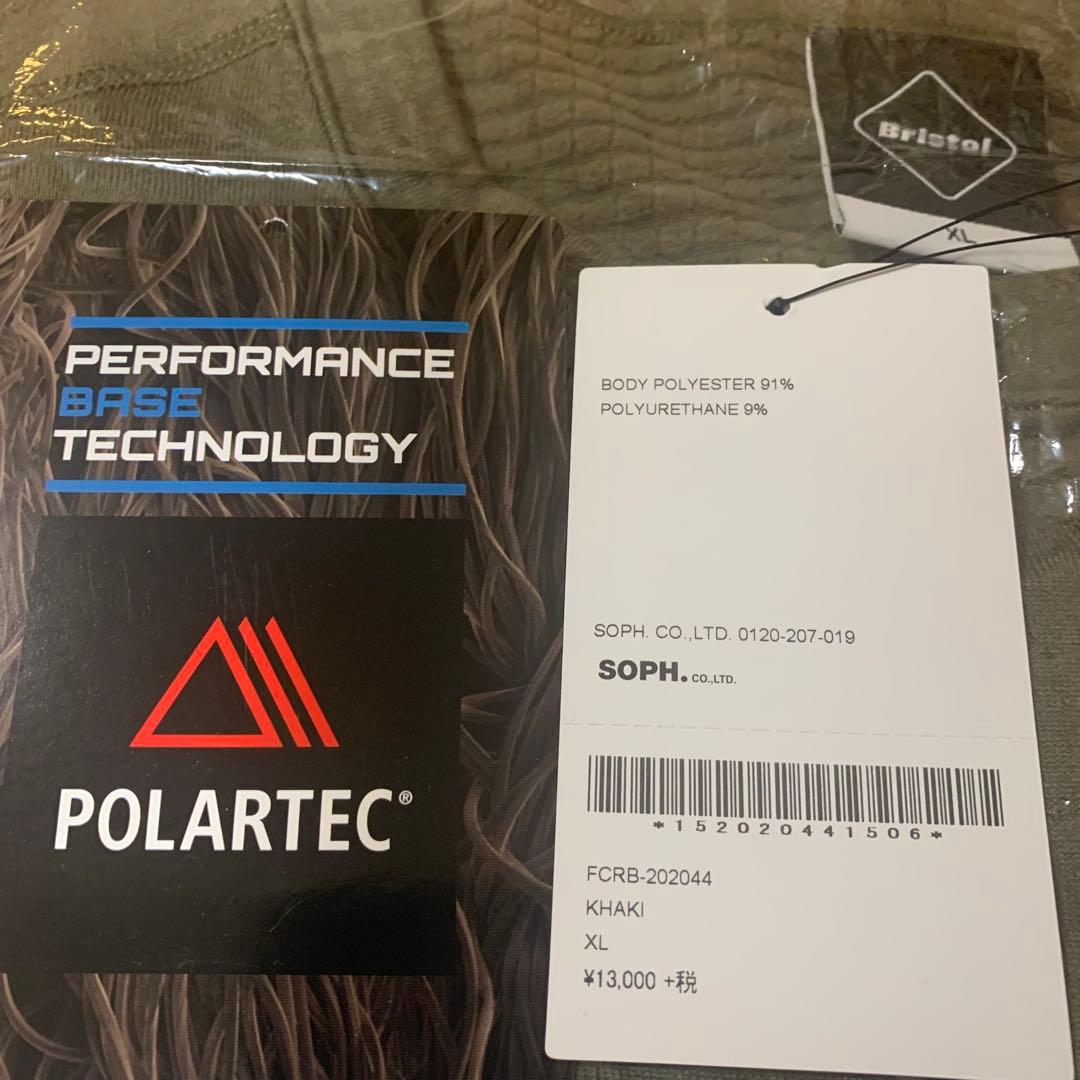 Bristol
XL
PERFORMANCE
BASE
TECHNOLOGY
POLARTEC®
BODY POLYESTER 91%
POLYURETHANE 9%
SOPH. CO.,LTD. 0120-207-019
SOPH. CO.,LTD.
*152020441506*
FCRB-202044
KHAKI
XL
¥13,000 +税